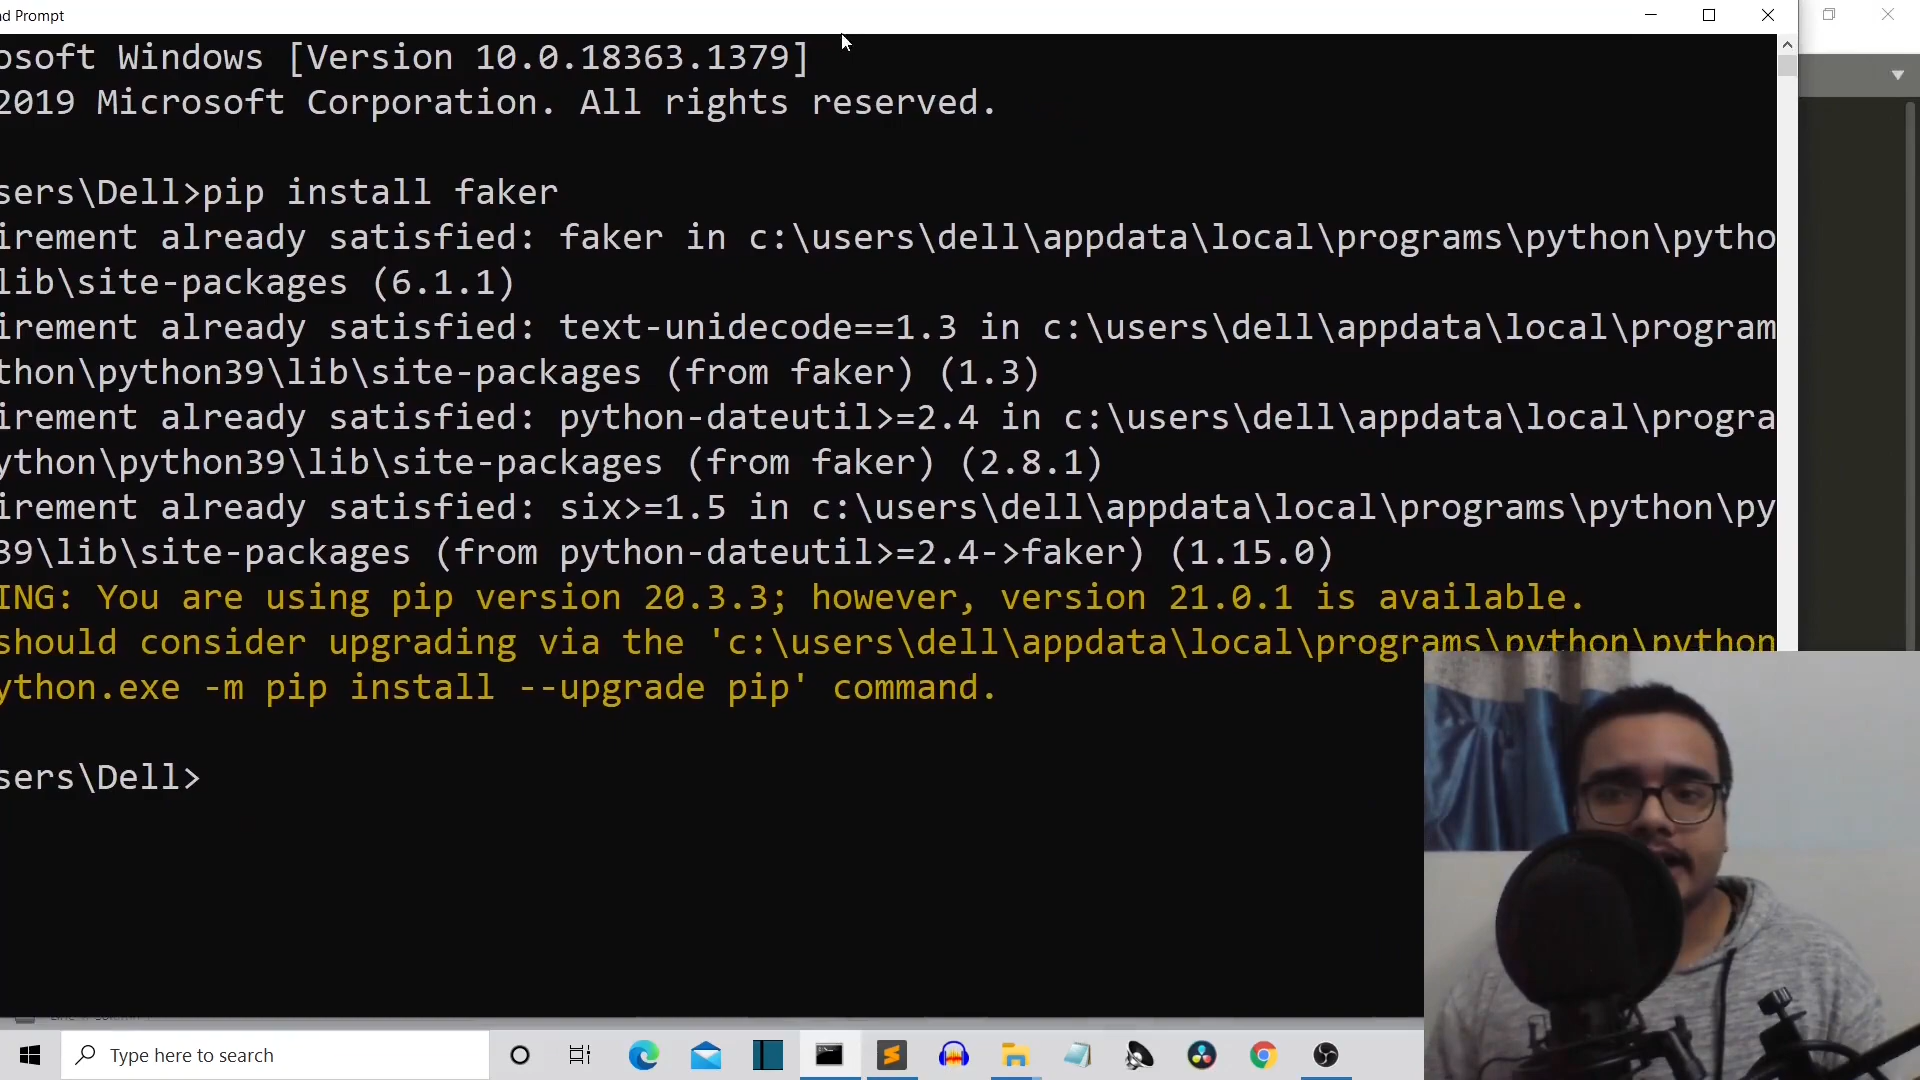 nd Prompt
osoft Windows [Version 10.0.18363.1379]
2019 Microsoft Corporation. All rights reserved.
sers\Dell>pip install faker
irement already satisfied: faker in c:\users\dell\appdata\local\programs\python\pytho
lib\site-packages (6.1.1)
irement already satisfied: text-unidecode==1.3 in c:\users\dell\appdata\local\program
thon\python39\lib\site-packages (from faker) (1.3)
irement already satisfied: python-dateutil>=2.4 in c:\users\dell\appdata\local\progra
ython\python39\lib\site-packages (from faker) (2.8.1)
irement already satisfied: six>=1.5 in c:\users\dell\appdata\local\programs\python\py
39\lib\site-packages (from python-dateutil>=2.4->faker) (1.15.0)
ING: You are using pip version 20.3.3; however, version 21.0.1 is available.
should consider upgrading via the 'c:\users\dell\appdata\local\programs\python\python
ython.exe -m pip install --upgrade pip' command.
sers\Dell>
Type here to search